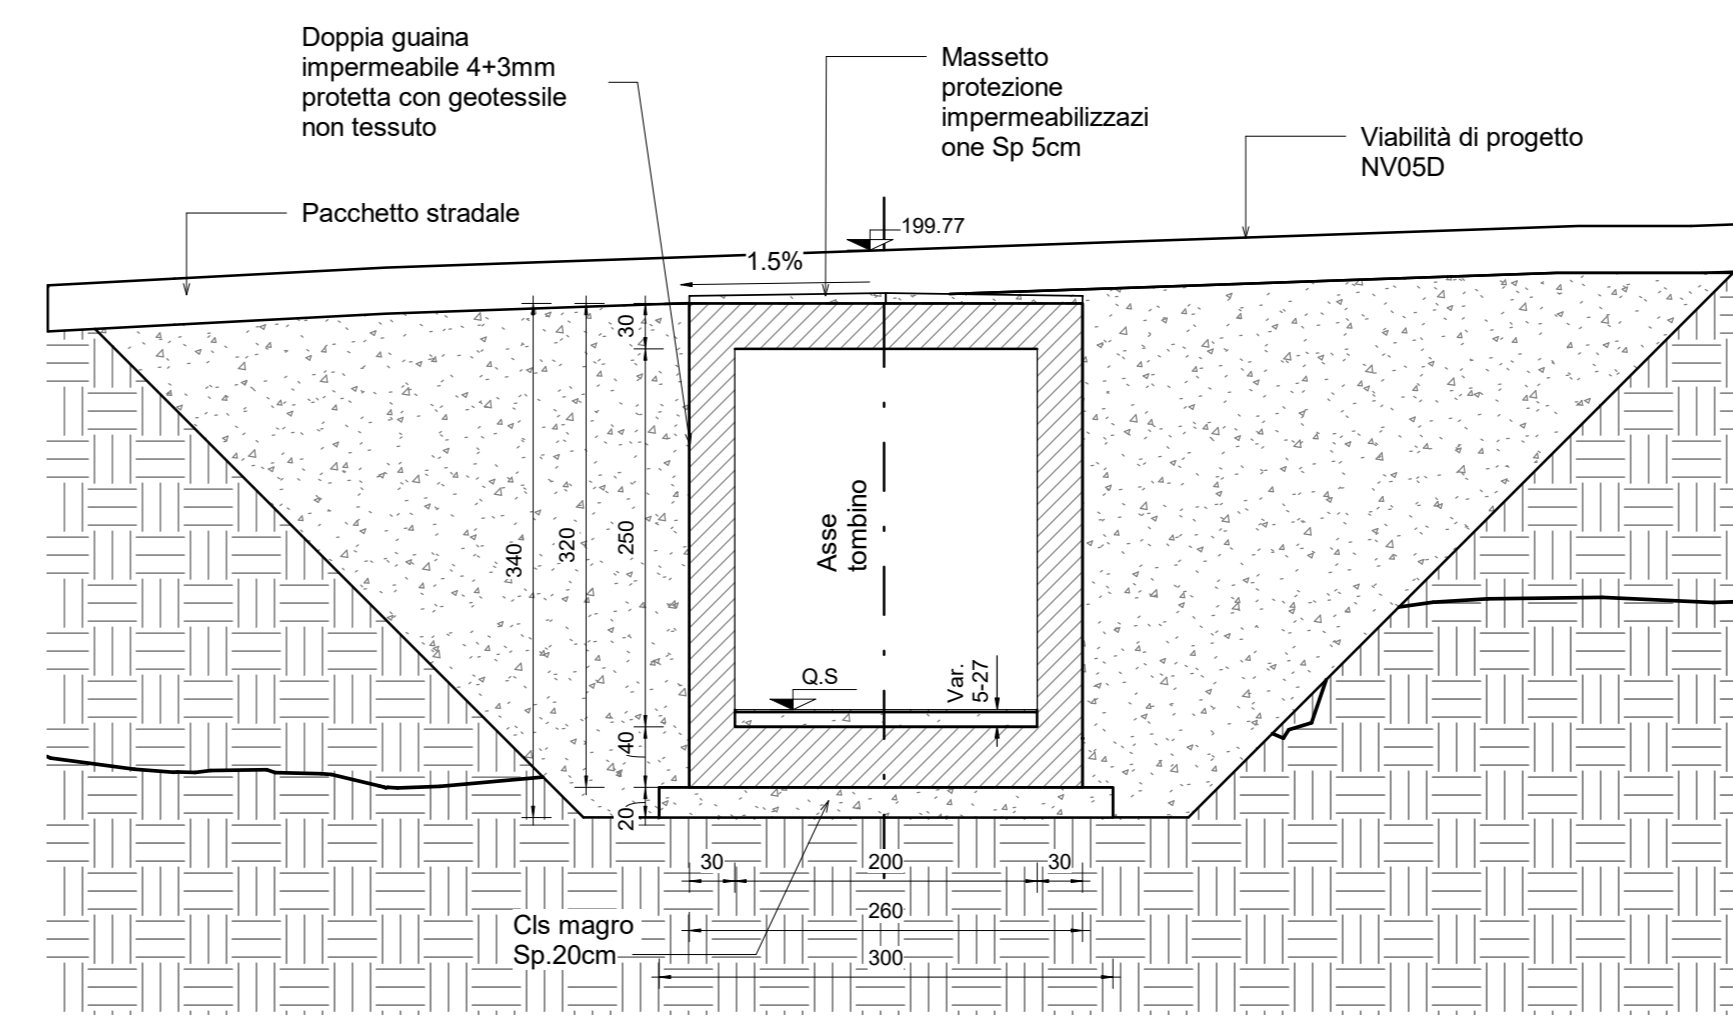 Doppia guaina
impermeabile 4+3mm
protetta con geotessile
non tessuto
Massetto
protezione
impermeabilizzazi
one Sp 5cm
Viabilità di progetto
NV05D
Pacchetto stradale
199.77
1.5%
30
340
320
250
Asse
tombino
Q.S
Var.
5-27
40
20
30
200
30
260
300
Cls magro
Sp.20cm